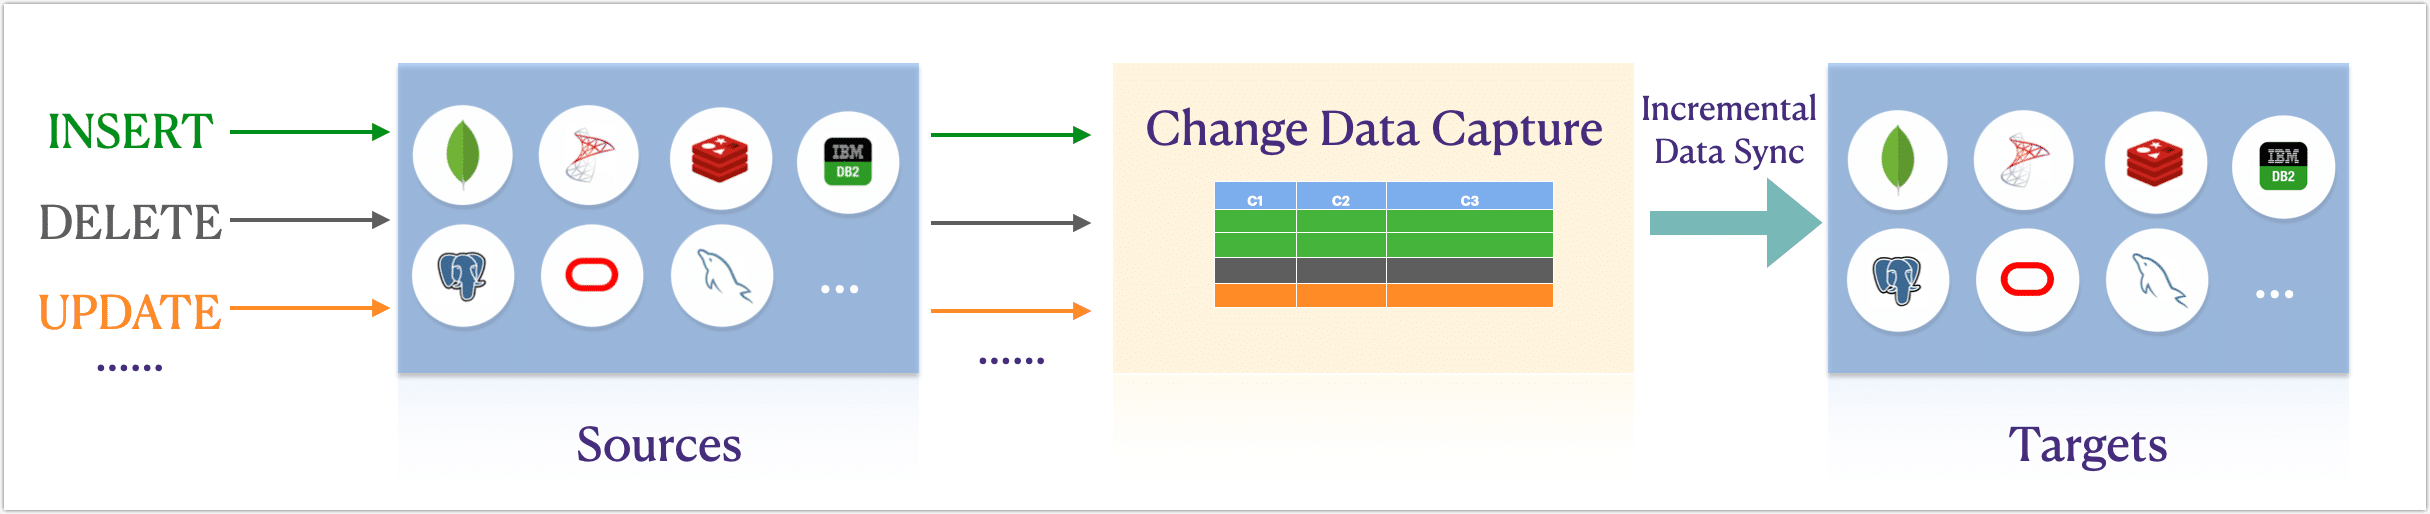 INSERT
DELETE
UPDATE
......
IBM
DB2
...
Sources
......
Change Data Capture
C1 C2 C3
Incremental
Data Sync
IBM
DB2
...
Targets